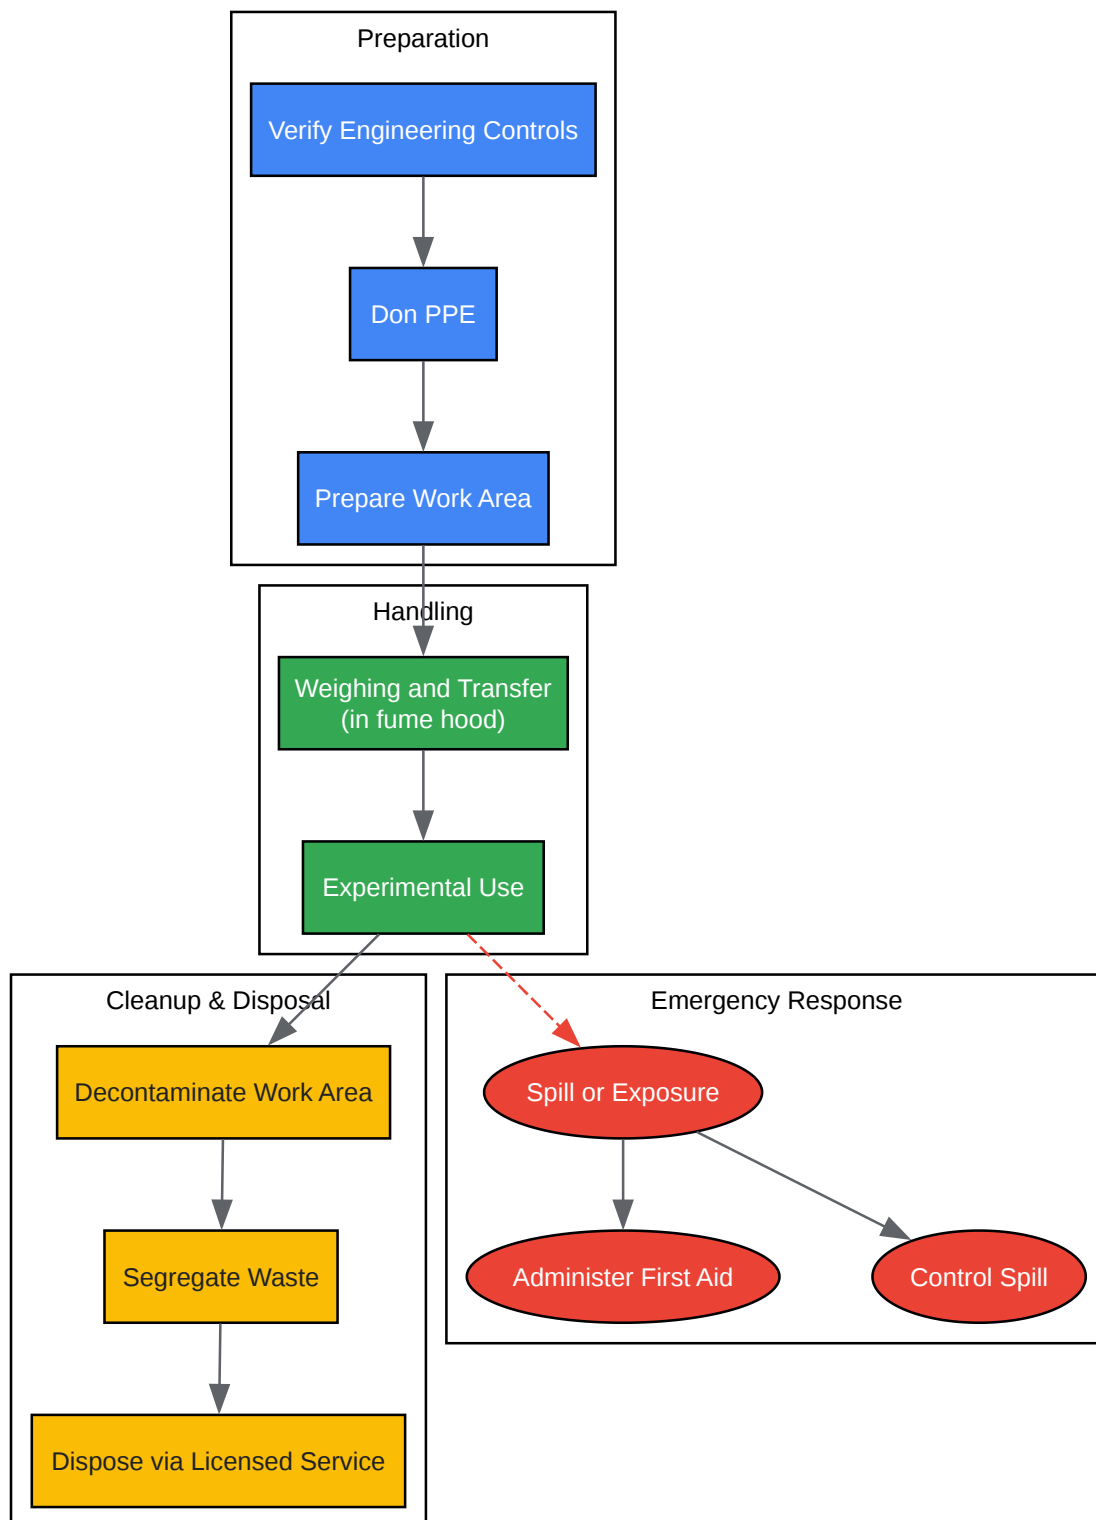 Preparation
Verify Engineering Controls
Don PPE
Prepare Work Area
Handling
Weighing and Transfer
(in fume hood)
Experimental Use
Cleanup & Disposal
Decontaminate Work Area
Segregate Waste
Dispose via Licensed Service
Emergency Response
Spill or Exposure
Administer First Aid
Control Spill